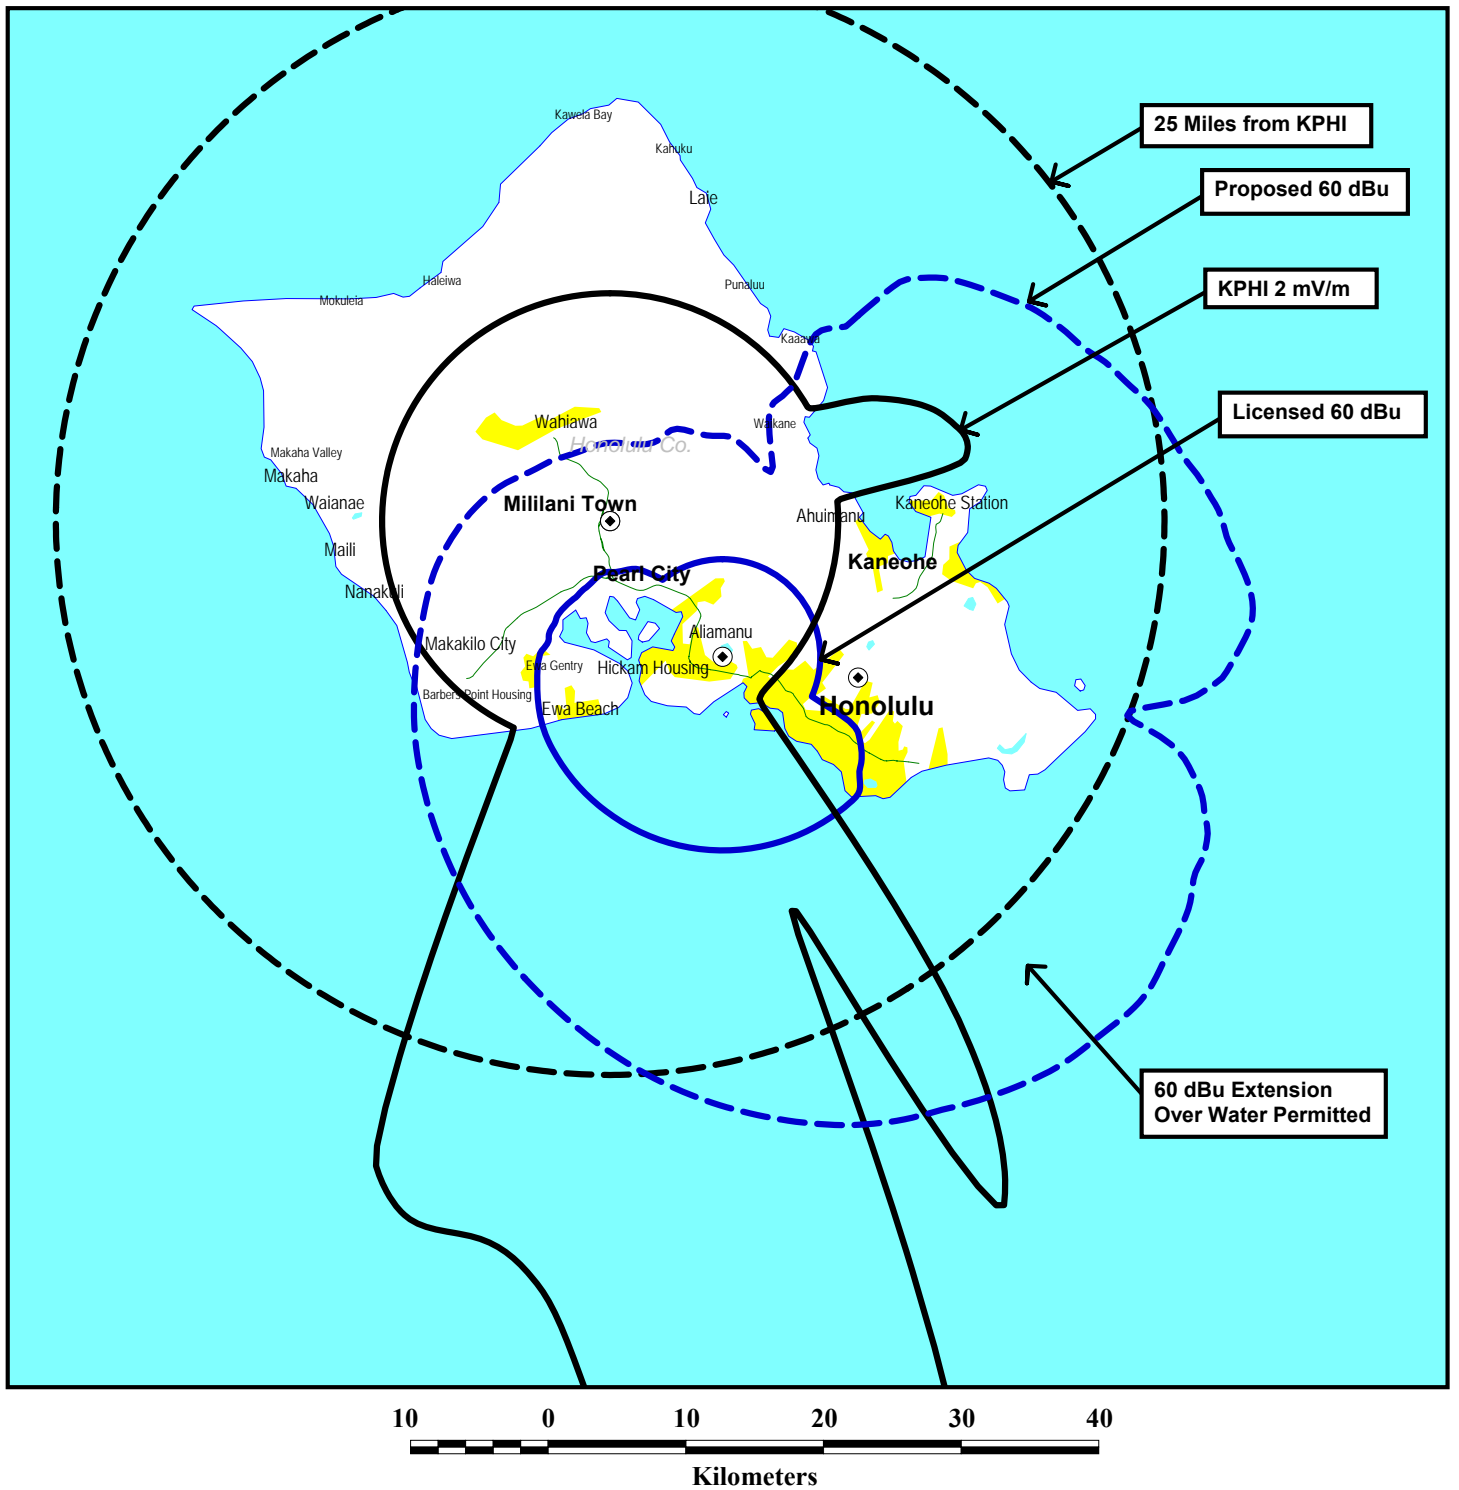 Kawela Bay
25 Miles from KPHI
Kahuku
Proposed 60 dBu
Laie
Haleiwa
Punaluu
KPHI 2 mV/m
Mokuleia
Kaaawa
Licensed 60 dBu
Wahiawa
Waikane
Honolulu Co.
Makaha Valley
Makaha
Waianae
Mililani Town
Kaneohe Station
Ahuimanu
Maili
Kaneohe
Pearl City
Nanakuli
Aliamanu
Makakilo City
Ewa Gentry
Hickam Housing
Barbers Point Housing
Ewa Beach
Honolulu
60 dBu Extension
Over Water Permitted
10 0 10 20 30 40
Kilometers